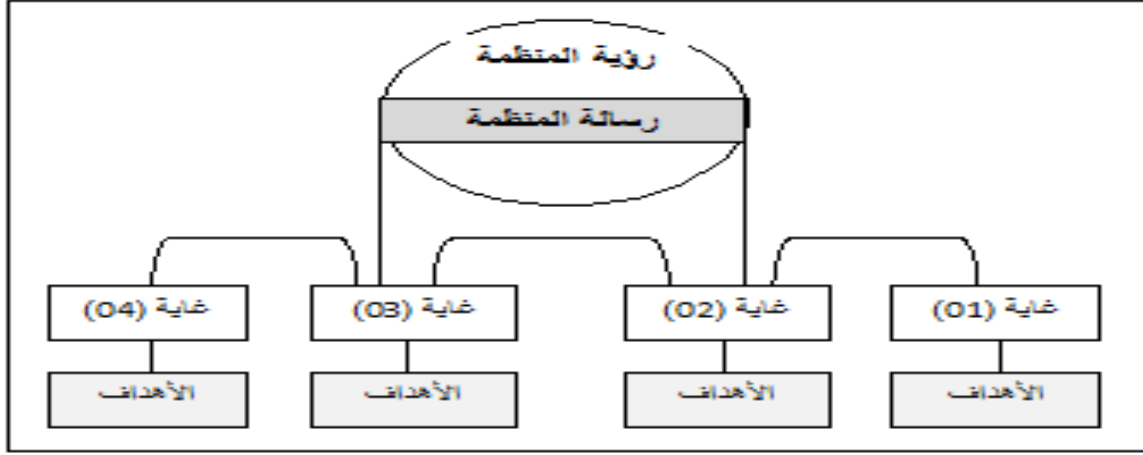 رؤية المنظمة
رسالة المنظمة
غاية (01) غاية (02) غاية (03) غاية (04)
الأهداف الأهداف الأهداف الأهداف